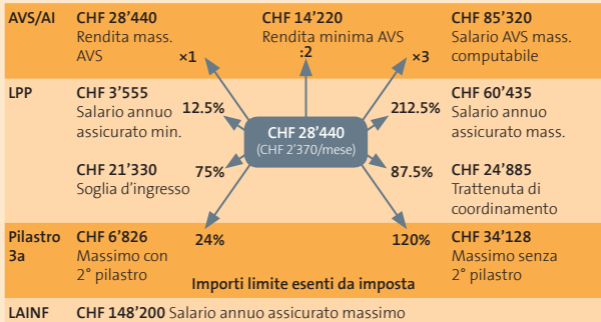 AVS/AI
CHF 28’440
Rendita mass.
AVS
×1
CHF 14’220
Rendita minima AVS
:2
CHF 85’320
Salario AVS mass.
computabile
×3
LPP
CHF 3’555
Salario annuo
assicurato min.
12.5%
CHF 28’440
(CHF 2’370/mese)
212.5%
CHF 60’435
Salario annuo
assicurato mass.
CHF 21’330
Soglia d’ingresso
75%
87.5%
CHF 24’885
Trattenuta di
coordinamento
Pilastro
3a
CHF 6’826
Massimo con
2° pilastro
24%
120%
CHF 34’128
Massimo senza
2° pilastro
Importi limite esenti da imposta
LAINF
CHF 148’200 Salario annuo assicurato massimo